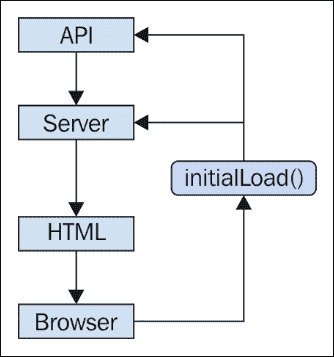 API
Server
initialLoad()
HTML
Browser